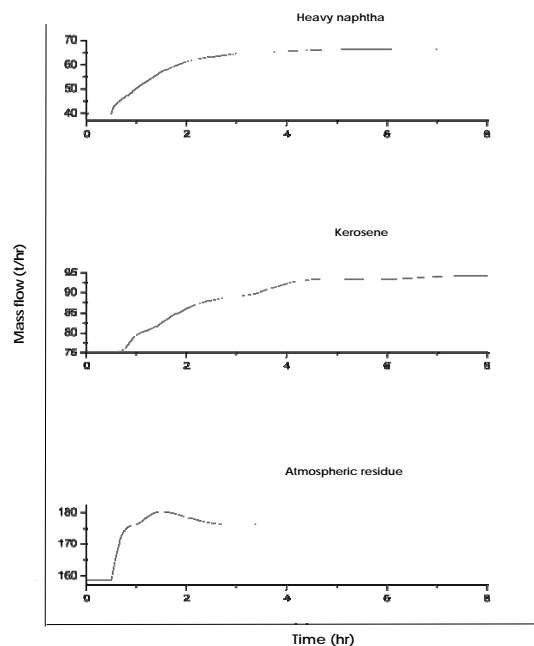 Heavy naphtha
70
60
50
40
0 2 4 6 8
Kerosene
95
90
85
80
75
0 2 4 6 8
Mass flow (t/hr)
Atmospheric residue
180
170
160
0 2 4 6 8
Time (hr)